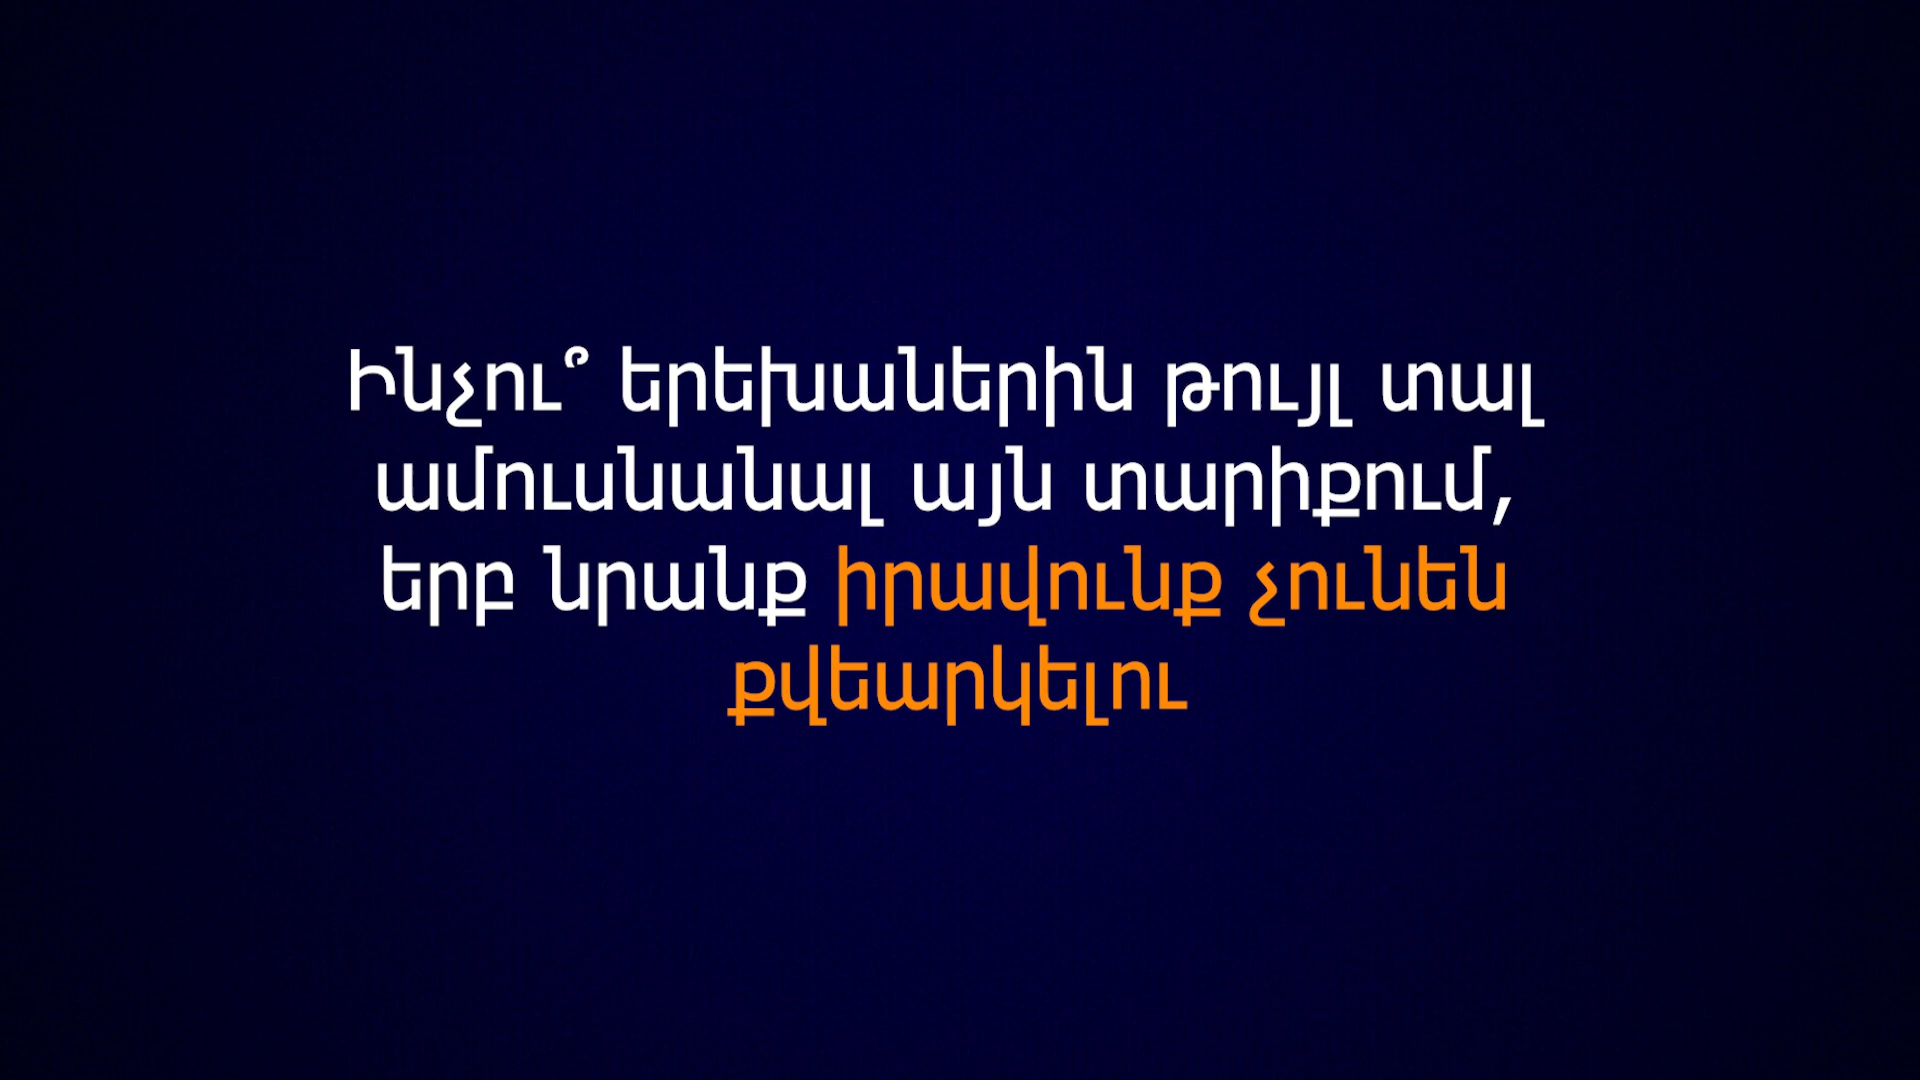 Ինչու՞ երեխաներին թույլ տալ
ամուսնանալ այն տարիքում,
երբ նրանք իրավունք չունեն
քվեարկելու